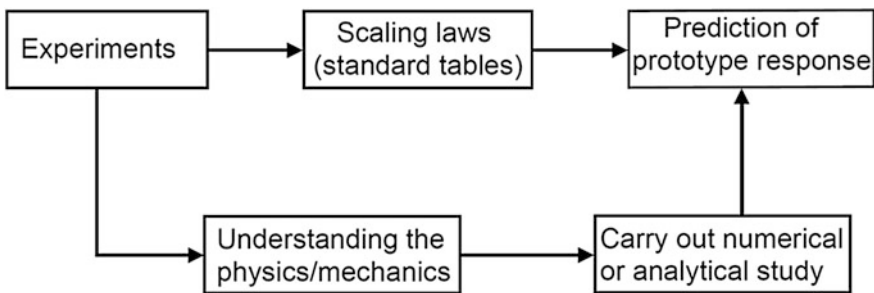 Experiments
Scaling laws
(standard tables)
Prediction of
prototype response
Understanding the
physics/mechanics
Carry out numerical
or analytical study